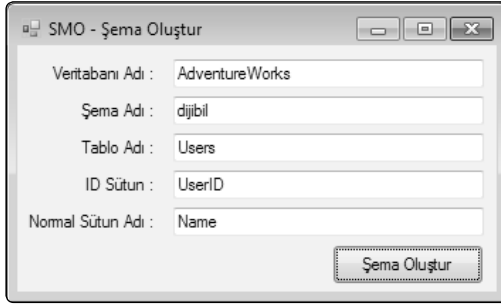 SMO - Şema Oluştur
Veritabanı Adı : AdventureWorks
Şema Adı : dijibil
Tablo Adı : Users
ID Sütun : UserID
Normal Sütun Adı : Name
Şema Oluştur